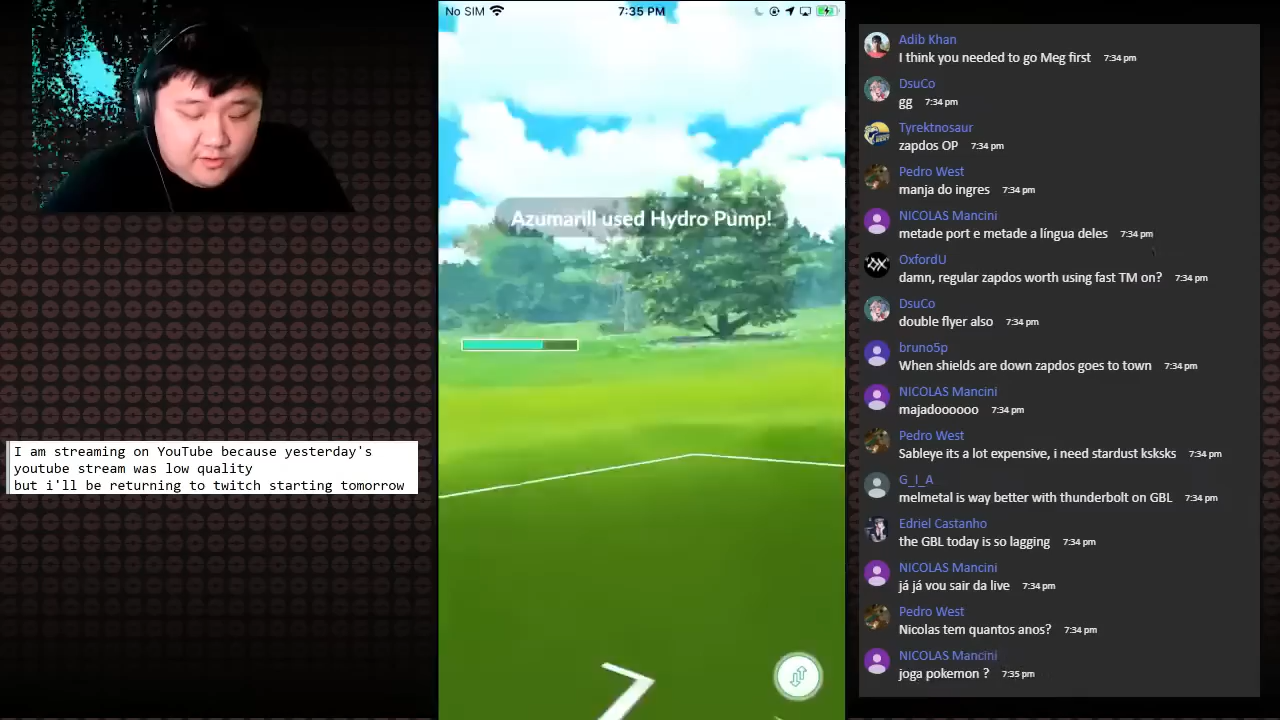 No SIM
7:35 PM
Azumarill used Hydro Pump!
I am streaming on YouTube because yesterday's
youtube stream was low quality
but i'll be returning to twitch starting tomorrow
Adib Khan
I think you needed to go Meg first 7:34 pm
DsuCo
gg 7:34 pm
Tyrektnosaur
zapdos OP 7:34 pm
Pedro West
manja do ingres 7:34 pm
NICOLAS Mancini
metade port e metade a língua deles 7:34 pm
OxfordU
damn, regular zapdos worth using fast TM on? 7:34 pm
DsuCo
double flyer also 7:34 pm
bruno5p
When shields are down zapdos goes to town 7:34 pm
NICOLAS Mancini
majadoooooo 7:34 pm
Pedro West
Sableye its a lot expensive, i need stardust ksksks 7:34 pm
G_I_A
melmetal is way better with thunderbolt on GBL 7:34 pm
Edriel Castanho
the GBL today is so lagging 7:34 pm
NICOLAS Mancini
já já vou sair da live 7:34 pm
Pedro West
Nicolas tem quantos anos? 7:34 pm
NICOLAS Mancini
joga pokemon ? 7:35 pm